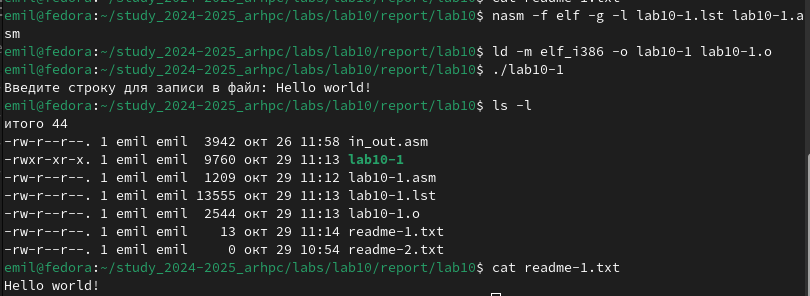 emil@fedora:~/study_2024-2025_arhpc/labs/lab10/report/lab10$ cat readme-1.txt
emil@fedora:~/study_2024-2025_arhpc/labs/lab10/report/lab10$ nasm -f elf -g -l lab10-1.lst lab10-1.a
sm
emil@fedora:~/study_2024-2025_arhpc/labs/lab10/report/lab10$ ld -m elf_i386 -o lab10-1 lab10-1.o
emil@fedora:~/study_2024-2025_arhpc/labs/lab10/report/lab10$ ./lab10-1
Введите строку для записи в файл: Hello world!
emil@fedora:~/study_2024-2025_arhpc/labs/lab10/report/lab10$ ls -l
итого 44
-rw-r--r--. 1 emil emil  3942 окт 26 11:58 in_out.asm
-rwxr-xr-x. 1 emil emil  9760 окт 29 11:13 lab10-1
-rw-r--r--. 1 emil emil  1209 окт 29 11:12 lab10-1.asm
-rw-r--r--. 1 emil emil 13555 окт 29 11:13 lab10-1.lst
-rw-r--r--. 1 emil emil  2544 окт 29 11:13 lab10-1.o
-rw-r--r--. 1 emil emil    13 окт 29 11:14 readme-1.txt
-rw-r--r--. 1 emil emil     0 окт 29 10:54 readme-2.txt
emil@fedora:~/study_2024-2025_arhpc/labs/lab10/report/lab10$ cat readme-1.txt
Hello world!